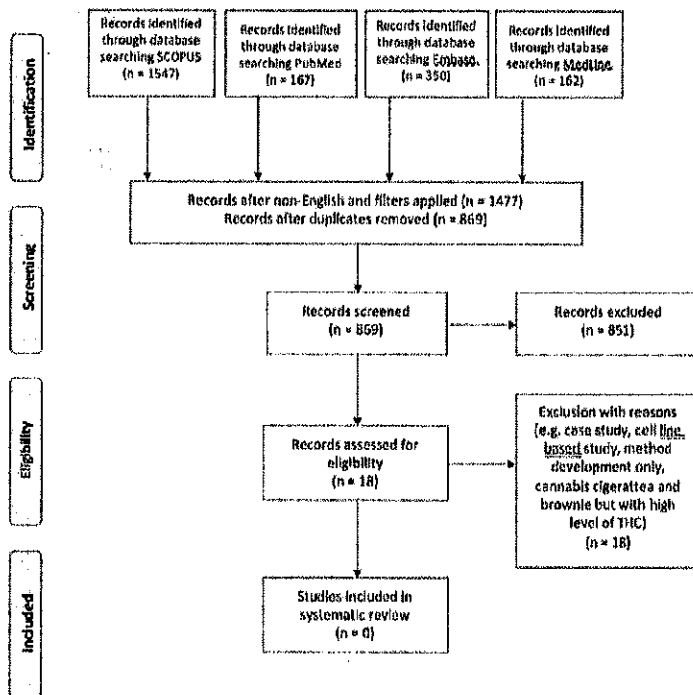 Identification
Records identified
through database
searching SCOPUS
(n = 1547)
Records identified
through database
searching PubMed
(n = 167)
Records identified
through database
searching Embase.
(n = 350)
Records identified
through database
searching Medline
(n = 162)
Records after non-English and filters applied (n = 1477)
Records after duplicates removed (n = 869)
Screening
Records screened
(n = 869)
Records excluded
(n = 851)
Eligibility
Records assessed for
eligibility
(n = 18)
Exclusion with reasons
(e.g. case study, cell line
based study, method
development only,
cannabis cigerattea and
brownie but with high
level of THC)
(n = 18)
Included
Studies included in
systematic review
(n = 0)